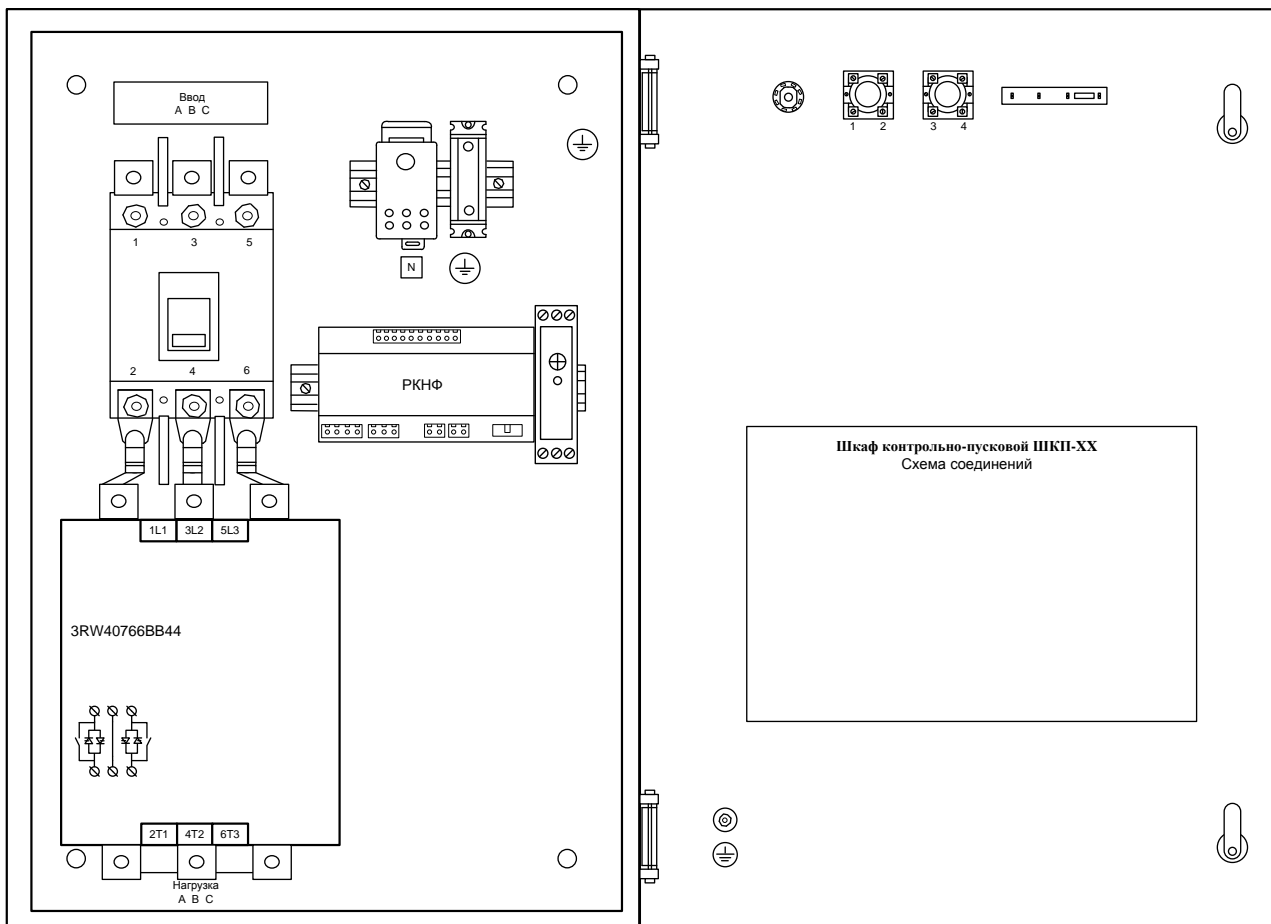 Ввод
A B C
1 2 3 4
N
1 3 5
2 4 6
РКНФ
Шкаф контрольно-пусковой ШКП-ХХ
Схема соединений
1L1 3L2 5L3
3RW40766BB44
2T1 4T2 6T3
Нагрузка
A B C